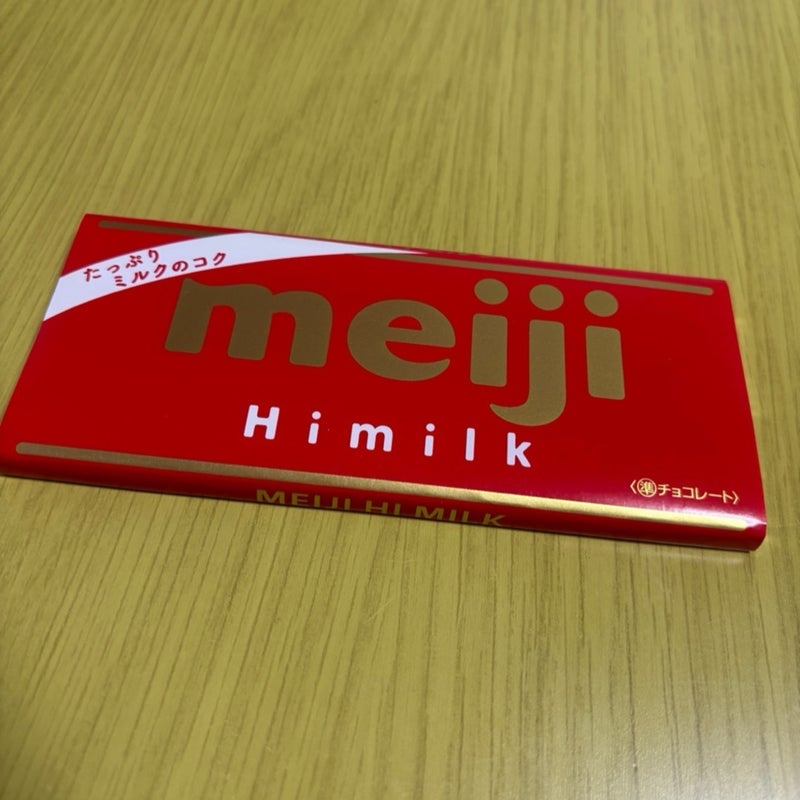 たっぷり
ミルクのコク
meiji
Himilk
〈㊜チョコレート〉
MEIJI HI MILK